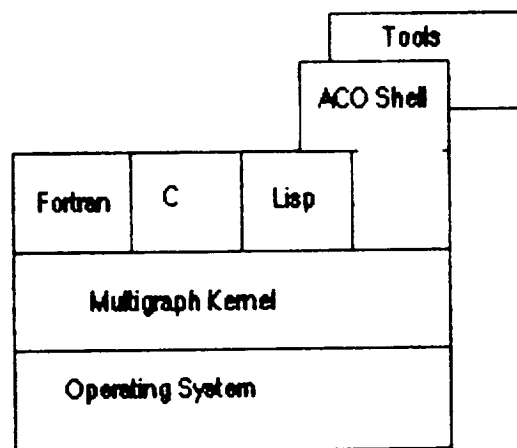 Tools
ACO Shell
Fortran C Lisp
Multigraph Kernel
Operating System